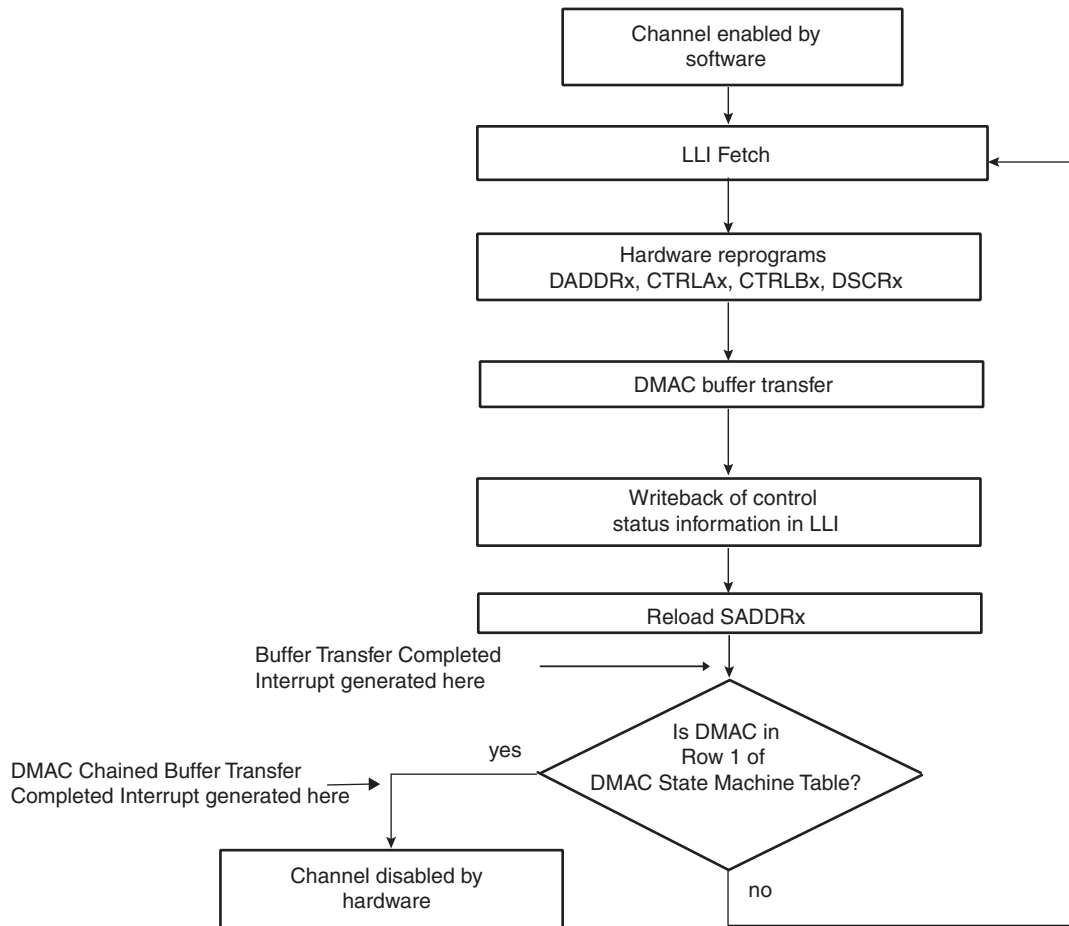 Channel enabled by
software
LLI Fetch
Hardware reprograms
DADDRx, CTRLAx, CTRLBx, DSCRx
DMAC buffer transfer
Writeback of control
status information in LLI
Reload SADDRx
Buffer Transfer Completed
Interrupt generated here
Is DMAC in
Row 1 of
DMAC State Machine Table?
yes
DMAC Chained Buffer Transfer
Completed Interrupt generated here
Channel disabled by
hardware
no